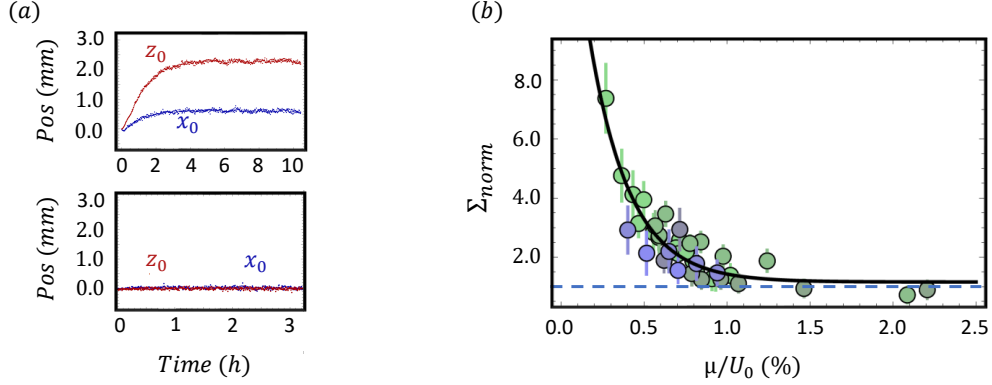 (a)
3.0
z₀
2.0
1.0
x₀
0.0
Pos (mm)
0 2 4 6 8 10
3.0
2.0
1.0
z₀ x₀
0.0
Pos (mm)
0 1 2 3
Time (h)
(b)
8.0
6.0
4.0
2.0
Σnorm
0.0 0.5 1.0 1.5 2.0 2.5
μ/U₀ (%)